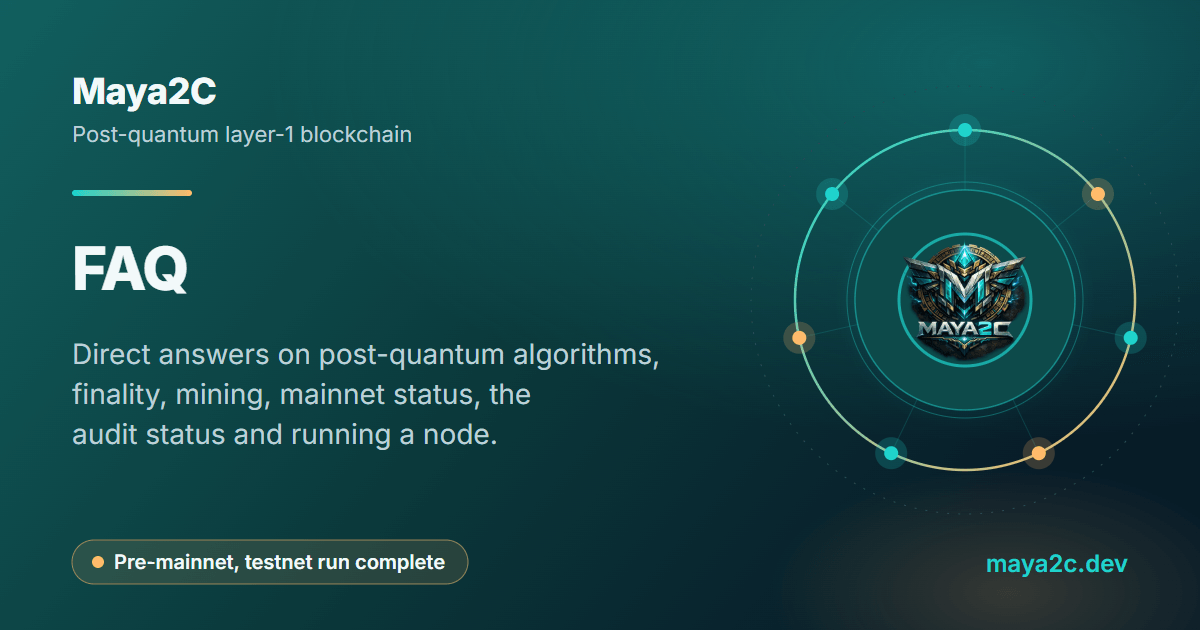 Maya2C
Post-quantum layer-1 blockchain
FAQ
Direct answers on post-quantum algorithms,
finality, mining, mainnet status, the
audit status and running a node.
MAYA2C
Pre-mainnet, testnet run complete
maya2c.dev